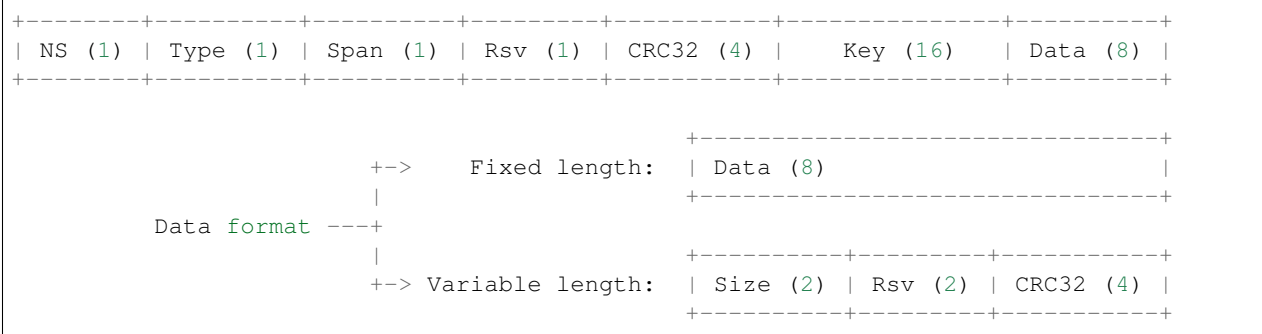 +--------+----------+----------+---------+-----------+---------------+----------+
| NS (1) | Type (1) | Span (1) | Rsv (1) | CRC32 (4) |    Key (16)   | Data (8) |
+--------+----------+----------+---------+-----------+---------------+----------+
                                               +--------------------------------+
                         +->    Fixed length:  | Data (8)                       |
                         |                     +--------------------------------+
          Data format ---+
                         |                     +----------+---------+-----------+
                         +-> Variable length:  | Size (2) | Rsv (2) | CRC32 (4) |
                                               +----------+---------+-----------+